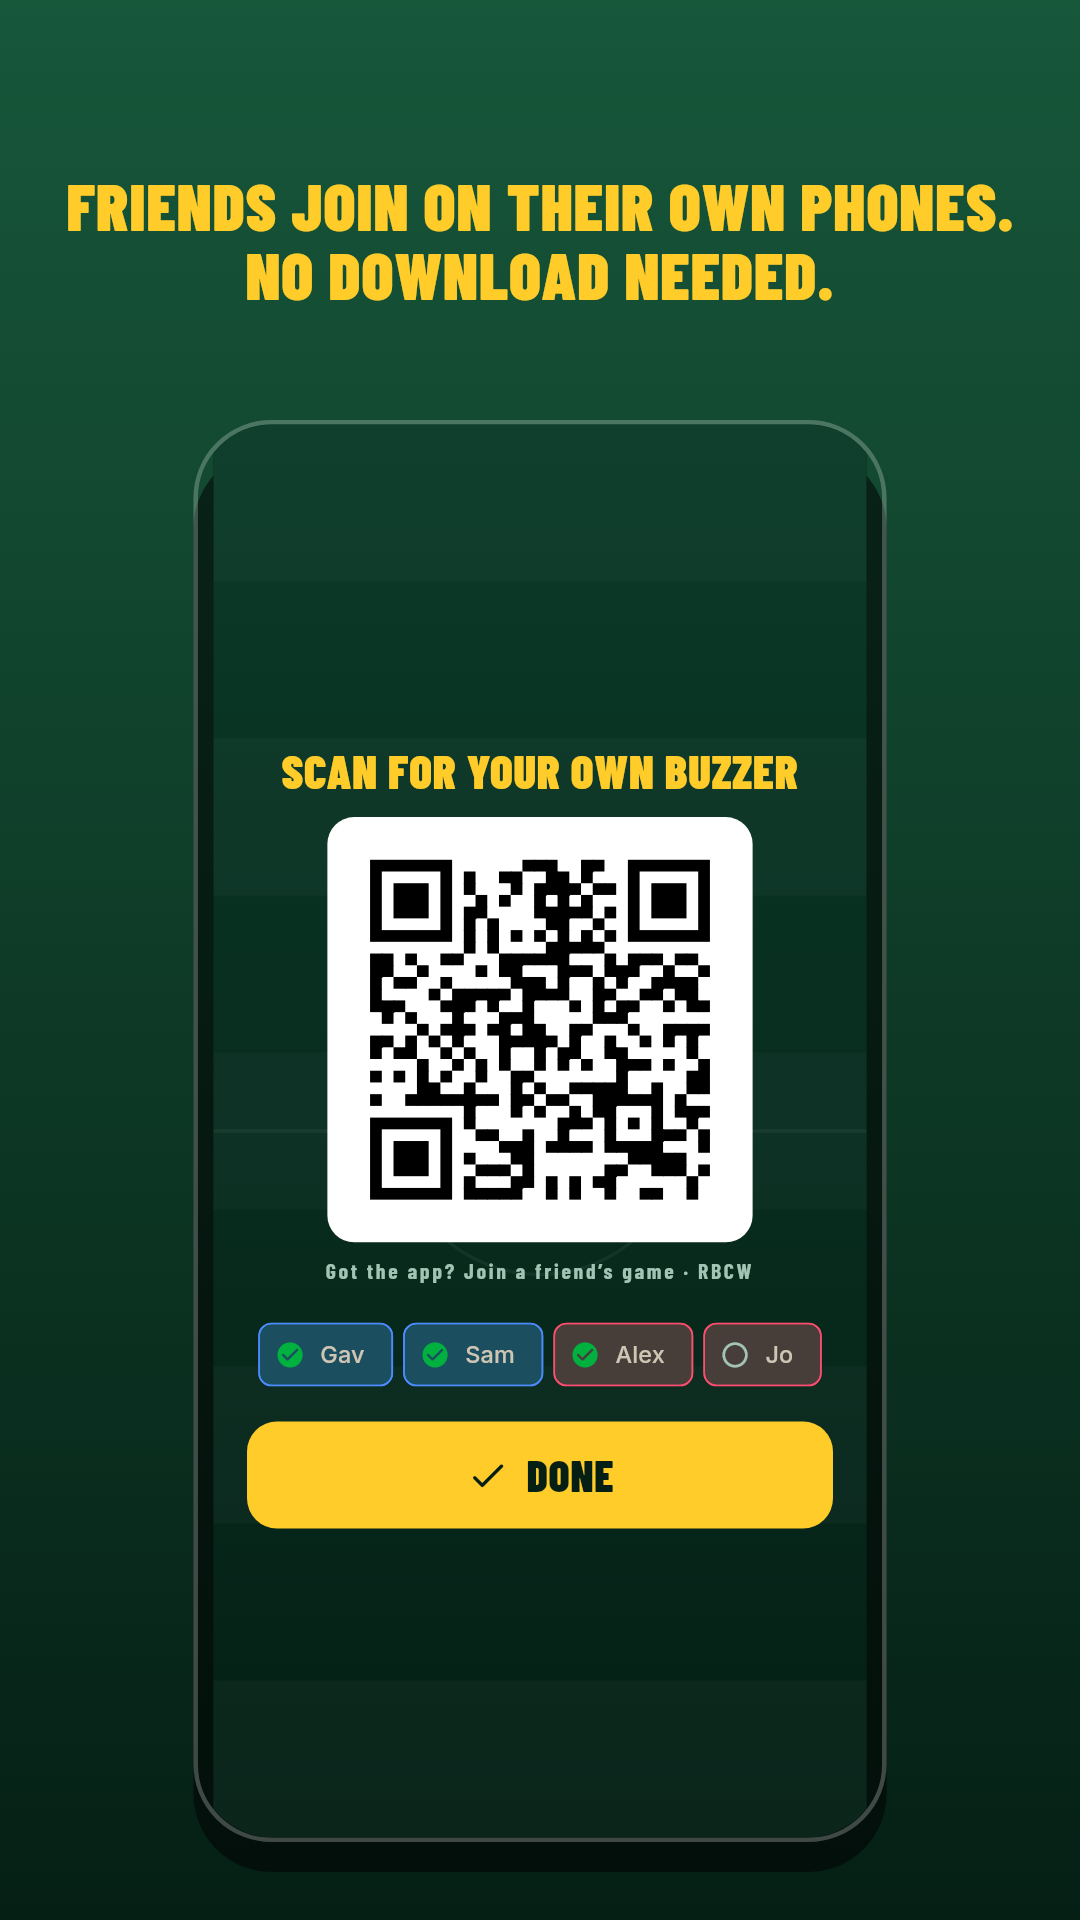 FRIENDS JOIN ON THEIR OWN PHONES.
NO DOWNLOAD NEEDED.
SCAN FOR YOUR OWN BUZZER
Got the app? Join a friend’s game · RBCW
Gav Sam Alex Jo
DONE